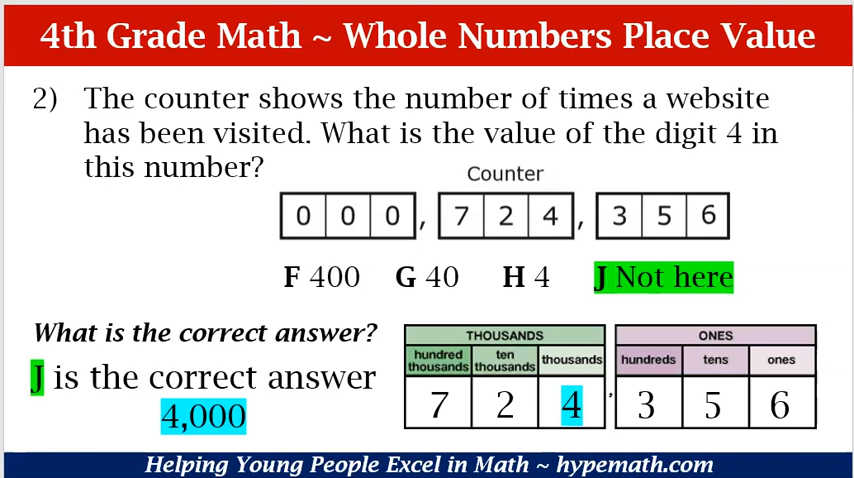 4th Grade Math ~ Whole Numbers Place Value
2) The counter shows the number of times a website
has been visited. What is the value of the digit 4 in
this number?
Counter
0 0 0 , 7 2 4 , 3 5 6
F 400 G 40 H 4 J Not here
What is the correct answer?
J is the correct answer
4,000
THOUSANDS ONES
hundred thousands ten thousands thousands hundreds tens ones
7 2 4 , 3 5 6
Helping Young People Excel in Math ~ hypemath.com